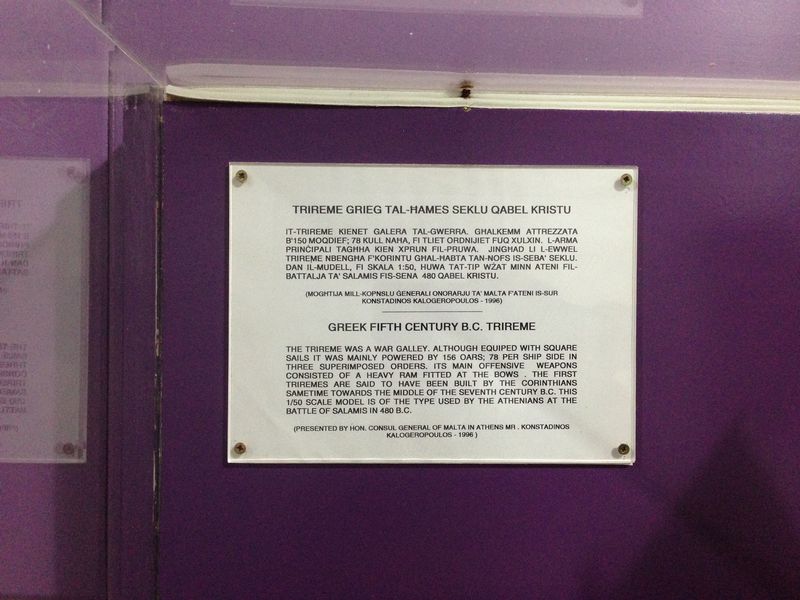 TRIREME GRIEG TAL-HAMES SEKLU QABEL KRISTU
IT-TRIREME KIENET GALERA TAL-GWERRA. GHALKEMM ATTREZZATA
B'150 MOQDIEF; 78 KULL NAHA, FI TLIET ORDNIJIET FUQ XULXIN. L-ARMA
PRINĊIPALI TAGHHA KIEN XPRUN FIL-PRUWA. JINGHAD LI L-EWWEL
TRIREME NBENGHA F'KORINTU GHAL-HABTA TAN-NOFS IS-SEBA' SEKLU.
DAN IL-MUDELL, FI SKALA 1:50, HUWA TAT-TIP WŻAT MINN ATENI FIL-
BATTALJA TA' SALAMIS FIS-SENA 480 QABEL KRISTU.
(MOGHTIJA MILL-KOPNSLU ĠENERALI ONORARJU TA' MALTA F'ATENI IS-SUR
KONSTADINOS KALOGEROPOULOS - 1996)
GREEK FIFTH CENTURY B.C. TRIREME
THE TRIREME WAS A WAR GALLEY. ALTHOUGH EQUIPED WITH SQUARE
SAILS IT WAS MAINLY POWERED BY 156 OARS; 78 PER SHIP SIDE IN
THREE SUPERIMPOSED ORDERS. ITS MAIN OFFENSIVE WEAPONS
CONSISTED OF A HEAVY RAM FITTED AT THE BOWS . THE FIRST
TRIREMES ARE SAID TO HAVE BEEN BUILT BY THE CORINTHIANS
SAMETIME TOWARDS THE MIDDLE OF THE SEVENTH CENTURY B.C. THIS
1/50 SCALE MODEL IS OF THE TYPE USED BY THE ATHENIANS AT THE
BATTLE OF SALAMIS IN 480 B.C.
(PRESENTED BY HON. CONSUL GENERAL OF MALTA IN ATHENS MR . KONSTADINOS
KALOGEROPOULOS - 1996 )